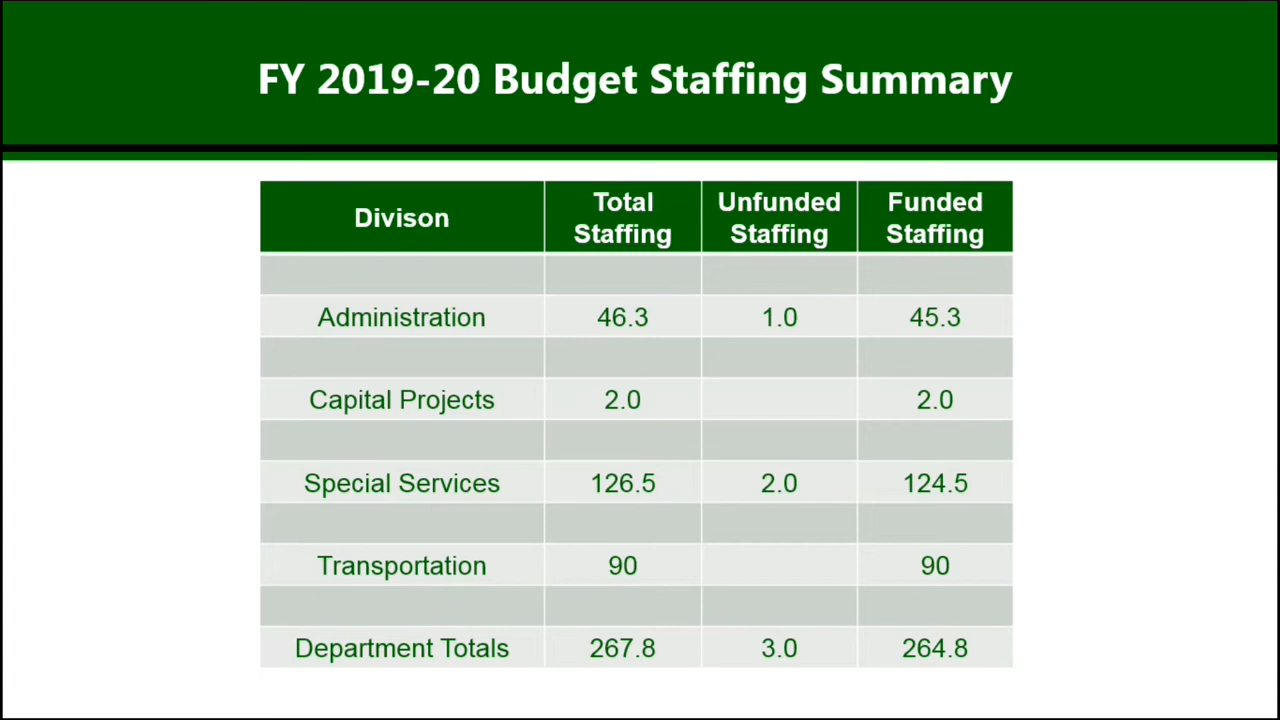 FY 2019-20 Budget Staffing Summary
Divison Total Staffing Unfunded Staffing Funded Staffing
Administration 46.3 1.0 45.3
Capital Projects 2.0 2.0
Special Services 126.5 2.0 124.5
Transportation 90 90
Department Totals 267.8 3.0 264.8